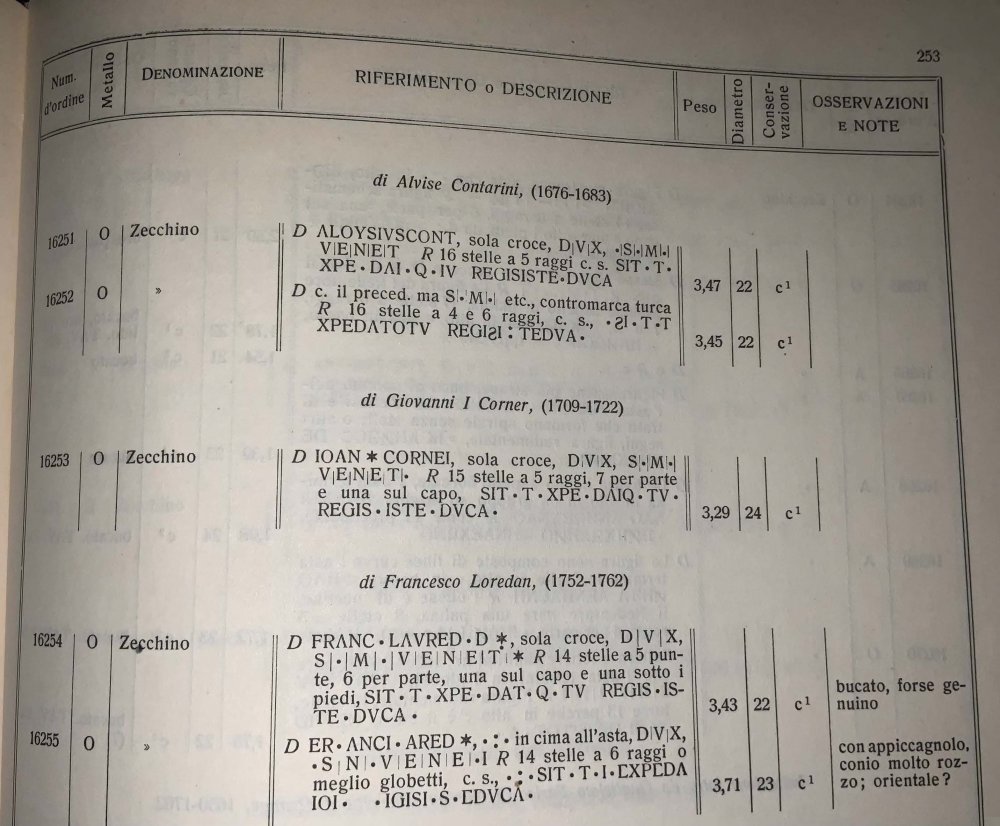 253
Num. d'ordine Metallo DENOMINAZIONE RIFERIMENTO o DESCRIZIONE Peso Diametro Conser-vazione OSSERVAZIONI E NOTE
di Alvise Contarini, (1676-1683)
16251 O Zecchino D ALOYSIVSCONT, sola croce, D|V|X, •|S|•|M|•|
V|E|N|E|T R 16 stelle a 5 raggi c. s. SIT • T •
XPE • DAI • Q • IV REGISISTE • DVCA 3,47 22 c¹
16252 O » D c. il preced. ma S|•|M|•| etc., contromarca turca
R 16 stelle a 4 e 6 raggi, c. s., •ƧI • T • T
XPEDATOTV REGIƧI : TEDVA • 3,45 22 c¹
di Giovanni I Corner, (1709-1722)
16253 O Zecchino D IOAN * CORNEI, sola croce, D|V|X, S|•|M|•|
V|E|N|E|T|• R 15 stelle a 5 raggi, 7 per parte
e una sul capo, SIT • T • XPE • DAIQ • TV •
REGIS • ISTE • DVCA • 3,29 24 c¹
di Francesco Loredan, (1752-1762)
16254 O Zecchino D FRANC • LAVRED • D *, sola croce, D|V|X,
S|•|M|•|V|E|N|E|T|* R 14 stelle a 5 pun-
te, 6 per parte, una sul capo e una sotto i
piedi, SIT • T • XPE • DAT • Q • TV REGIS • IS-
TE • DVCA • 3,43 22 c¹ bucato, forse ge-
nuino
16255 O » D ER • ANCI • ARED *, • : • in cima all'asta, D|V|X,
• S|N|• V|E|N|E|•I R 14 stelle a 6 raggi o
meglio globetti, c. s., • : • SIT • T • I • EXPEDA
IOI • • IGISI • S • EDVCA • 3,71 23 c¹ con appiccagnolo,
conio molto roz-
zo; orientale?